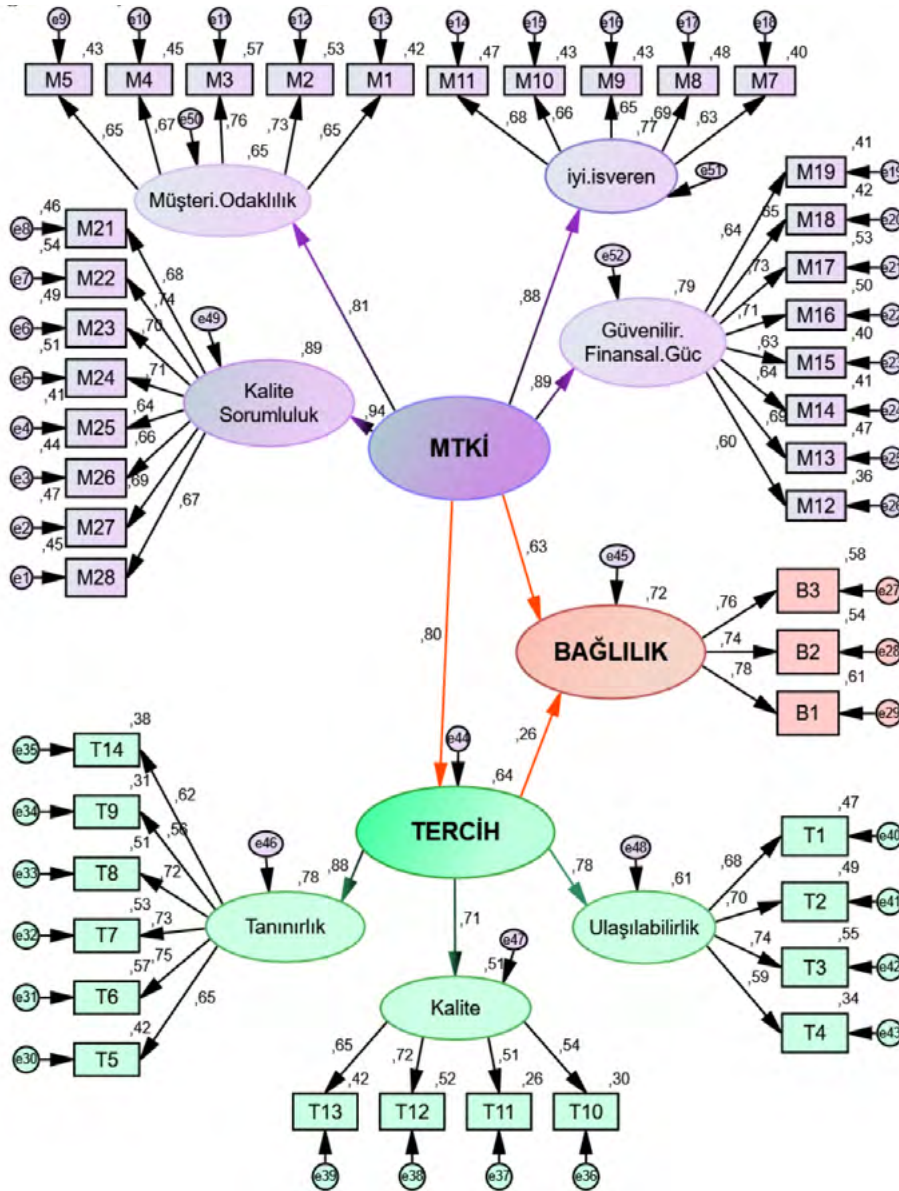 e9 e10 e11 e12 e13 e14 e15 e16 e17 e18
,43 ,45 ,57 ,53 ,42 ,47 ,43 ,43 ,48 ,40
M5 M4 M3 M2 M1 M11 M10 M9 M8 M7
,65 ,67 ,76 ,73 ,65 ,68 ,66 ,65 ,69 ,63
e50 ,65 ,77 e51
Müşteri.Odaklılık
iyi.isveren
,46 ,54 ,49 ,51 ,41 ,44 ,47 ,45
e8 M21 ,68
e7 M22 ,74
e6 M23 ,70
e5 M24 ,71
e4 M25 ,64
e3 M26 ,66
e2 M27 ,69
e1 M28 ,67
e49 ,89
Kalite
Sorumluluk
,81 ,88 ,94 ,89
MTKİ
e52 ,79
Güvenilir.
Finansal.Güc
,41 ,42 ,53 ,50 ,40 ,41 ,47 ,36
,64 M19 e19
,65 M18 e20
,73 M17 e21
,71 M16 e22
,63 M15 e23
,64 M14 e24
,69 M13 e25
,60 M12 e26
,63 ,80 ,26
e45 ,72
BAĞLILIK
,58 ,54 ,61
,76 B3 e27
,74 B2 e28
,78 B1 e29
e44 ,64
TERCİH
,88 ,71 ,78
,38 ,31 ,51 ,53 ,57 ,42
e35 T14 ,62
e34 T9 ,56
e33 T8 ,72
e32 T7 ,73
e31 T6 ,75
e30 T5 ,65
e46 ,78
Tanınırlık
e48 ,61
Ulaşılabilirlik
,47 ,49 ,55 ,34
,68 T1 e40
,70 T2 e41
,74 T3 e42
,59 T4 e43
e47 ,51
Kalite
,65 ,72 ,51 ,54
,42 ,52 ,26 ,30
T13 T12 T11 T10
e39 e38 e37 e36